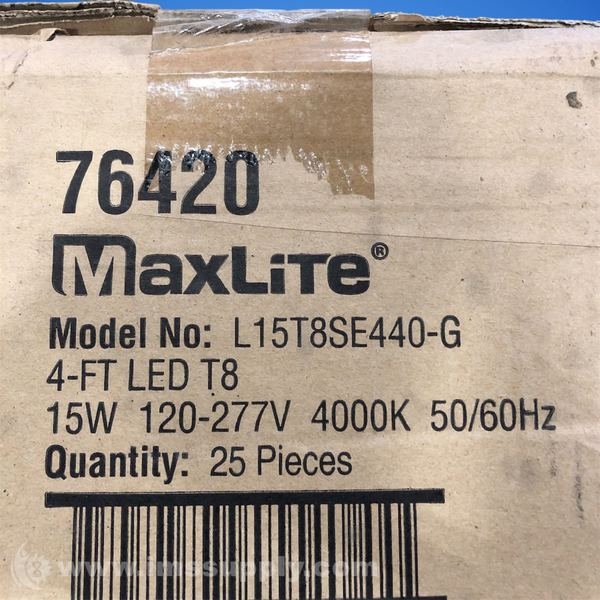 76420
MAXLITE®
Model No: L15T8SE440-G
4-FT LED T8
15W 120-277V 4000K 50/60Hz
Quantity: 25 Pieces
www.imssupply.com